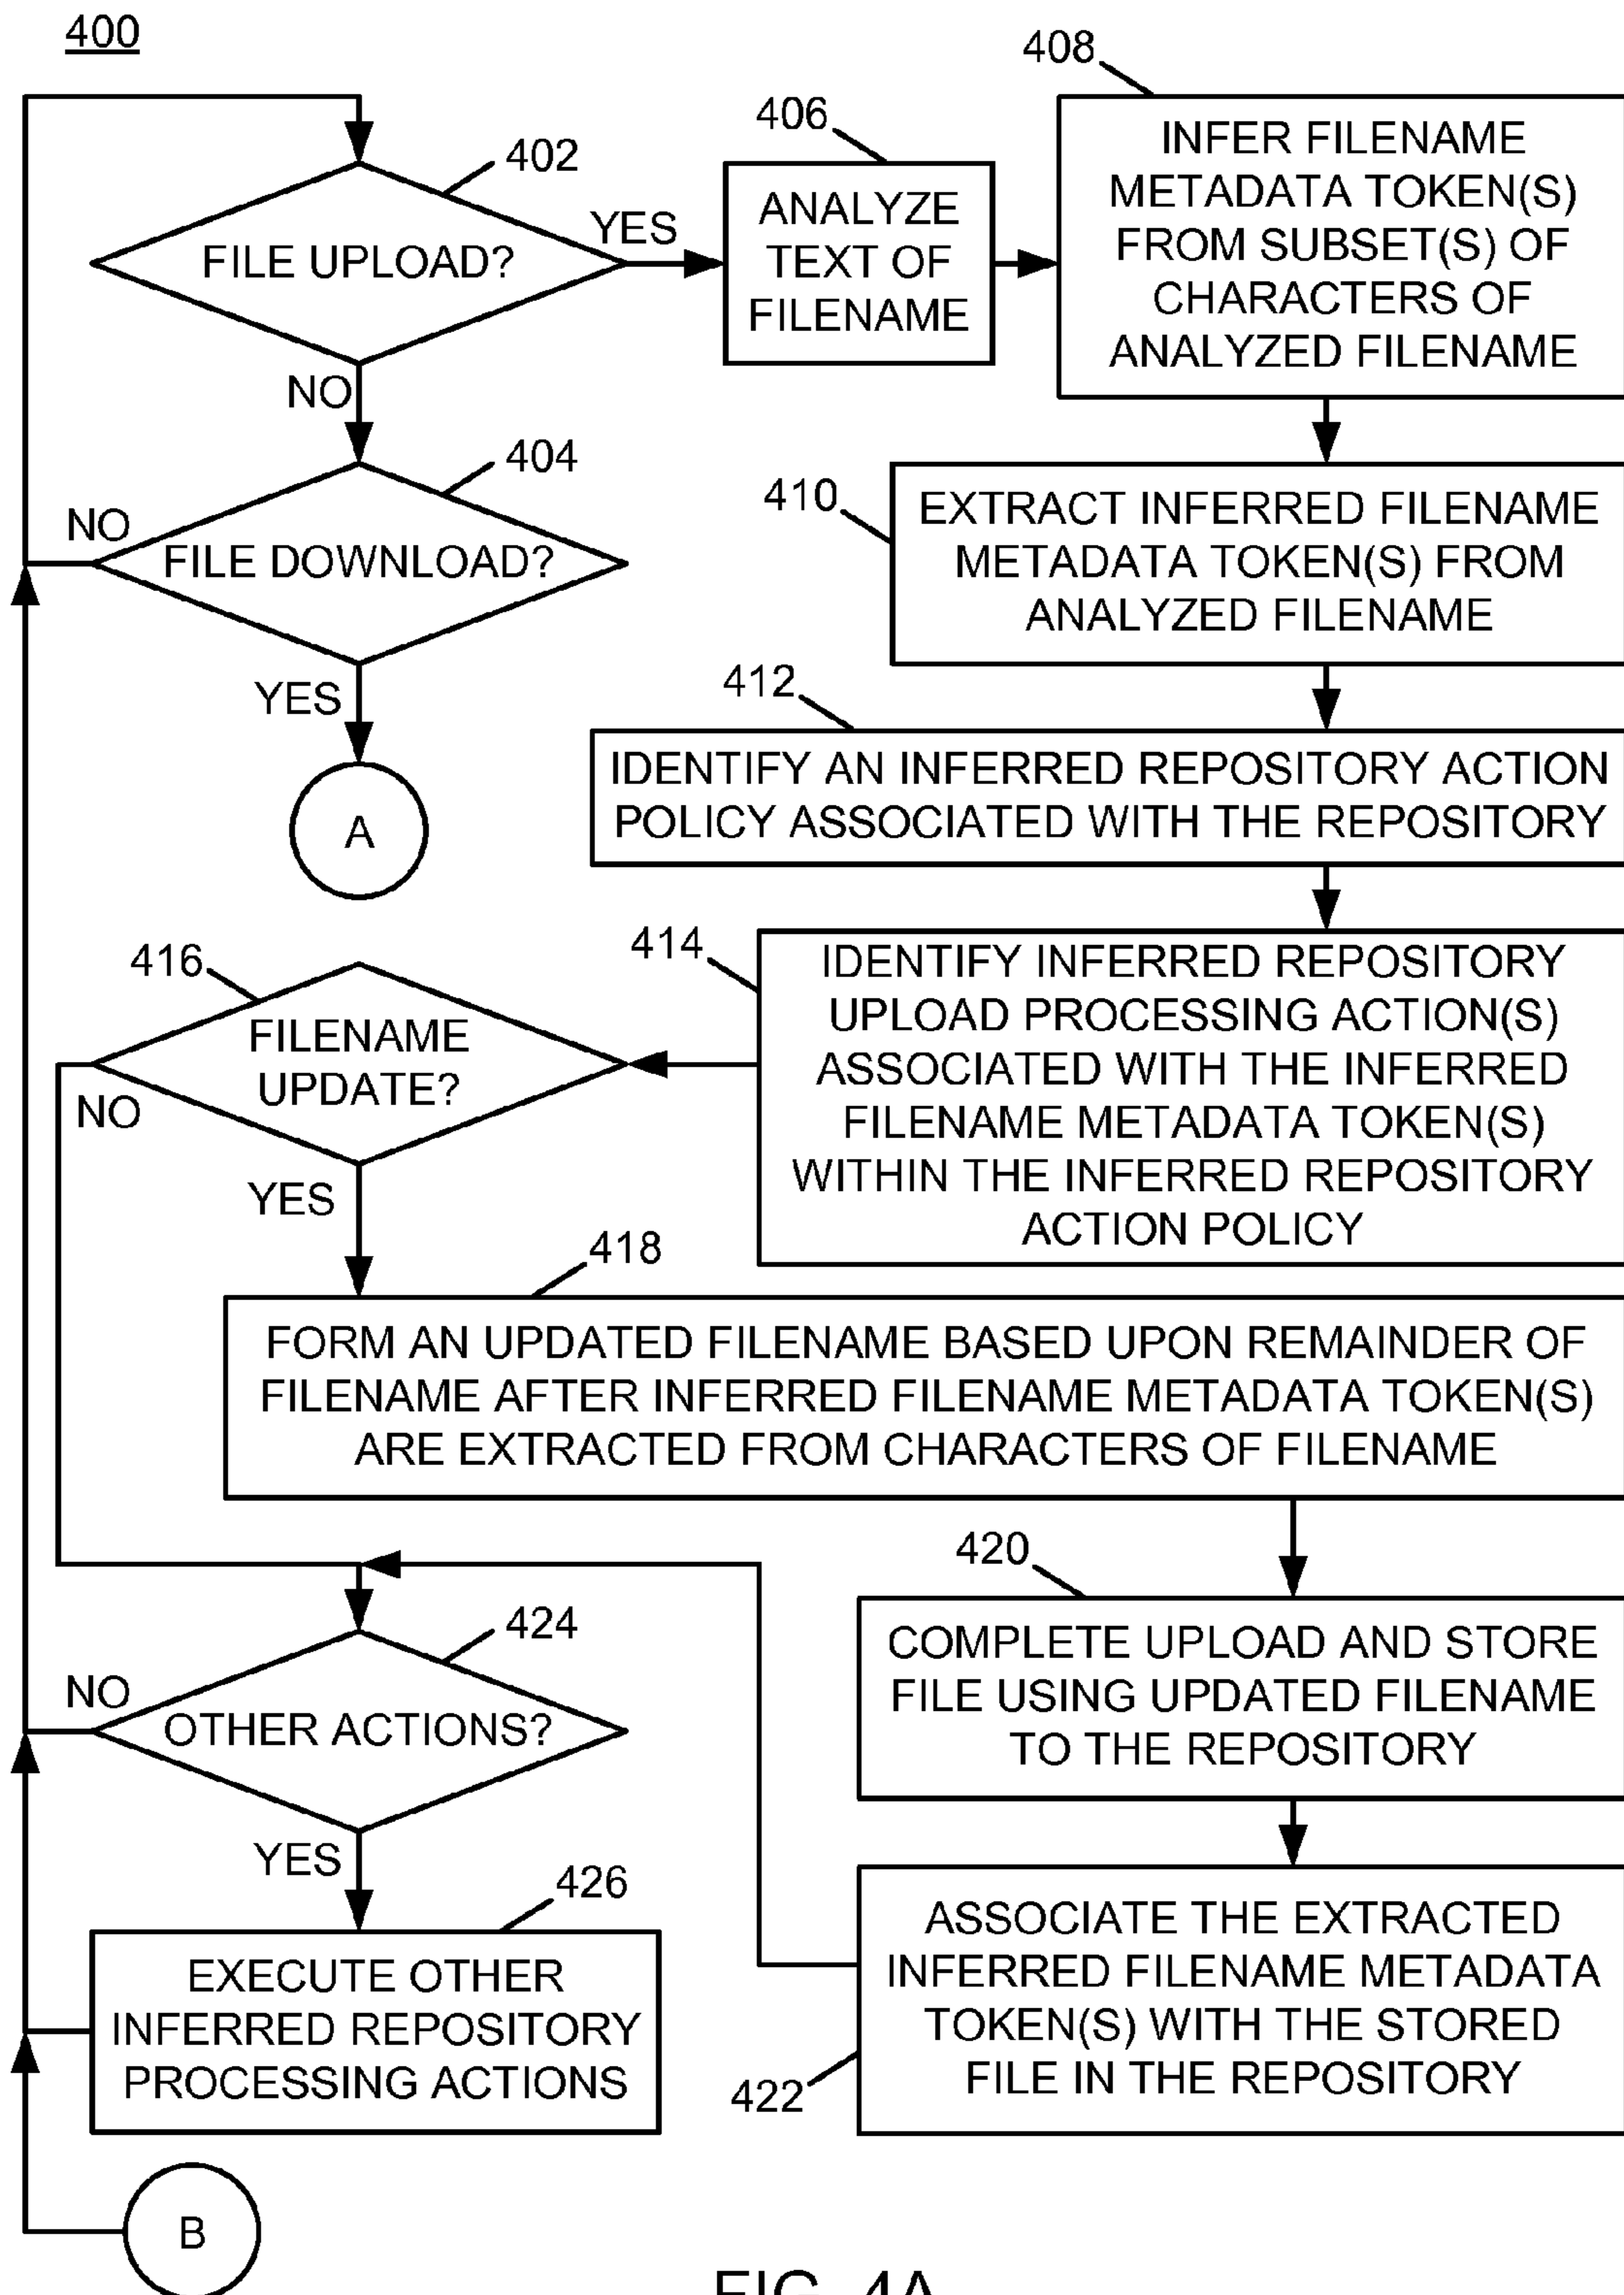 400
402
FILE UPLOAD?
YES
NO
406
ANALYZE
TEXT OF
FILENAME
408
INFER FILENAME
METADATA TOKEN(S)
FROM SUBSET(S) OF
CHARACTERS OF
ANALYZED FILENAME
404
FILE DOWNLOAD?
NO
YES
A
410
EXTRACT INFERRED FILENAME
METADATA TOKEN(S) FROM
ANALYZED FILENAME
412
IDENTIFY AN INFERRED REPOSITORY ACTION
POLICY ASSOCIATED WITH THE REPOSITORY
414
IDENTIFY INFERRED REPOSITORY
UPLOAD PROCESSING ACTION(S)
ASSOCIATED WITH THE INFERRED
FILENAME METADATA TOKEN(S)
WITHIN THE INFERRED REPOSITORY
ACTION POLICY
416
FILENAME
UPDATE?
NO
YES
418
FORM AN UPDATED FILENAME BASED UPON REMAINDER OF
FILENAME AFTER INFERRED FILENAME METADATA TOKEN(S)
ARE EXTRACTED FROM CHARACTERS OF FILENAME
420
COMPLETE UPLOAD AND STORE
FILE USING UPDATED FILENAME
TO THE REPOSITORY
422
ASSOCIATE THE EXTRACTED
INFERRED FILENAME METADATA
TOKEN(S) WITH THE STORED
FILE IN THE REPOSITORY
424
OTHER ACTIONS?
NO
YES
426
EXECUTE OTHER
INFERRED REPOSITORY
PROCESSING ACTIONS
B
FIG. 4A